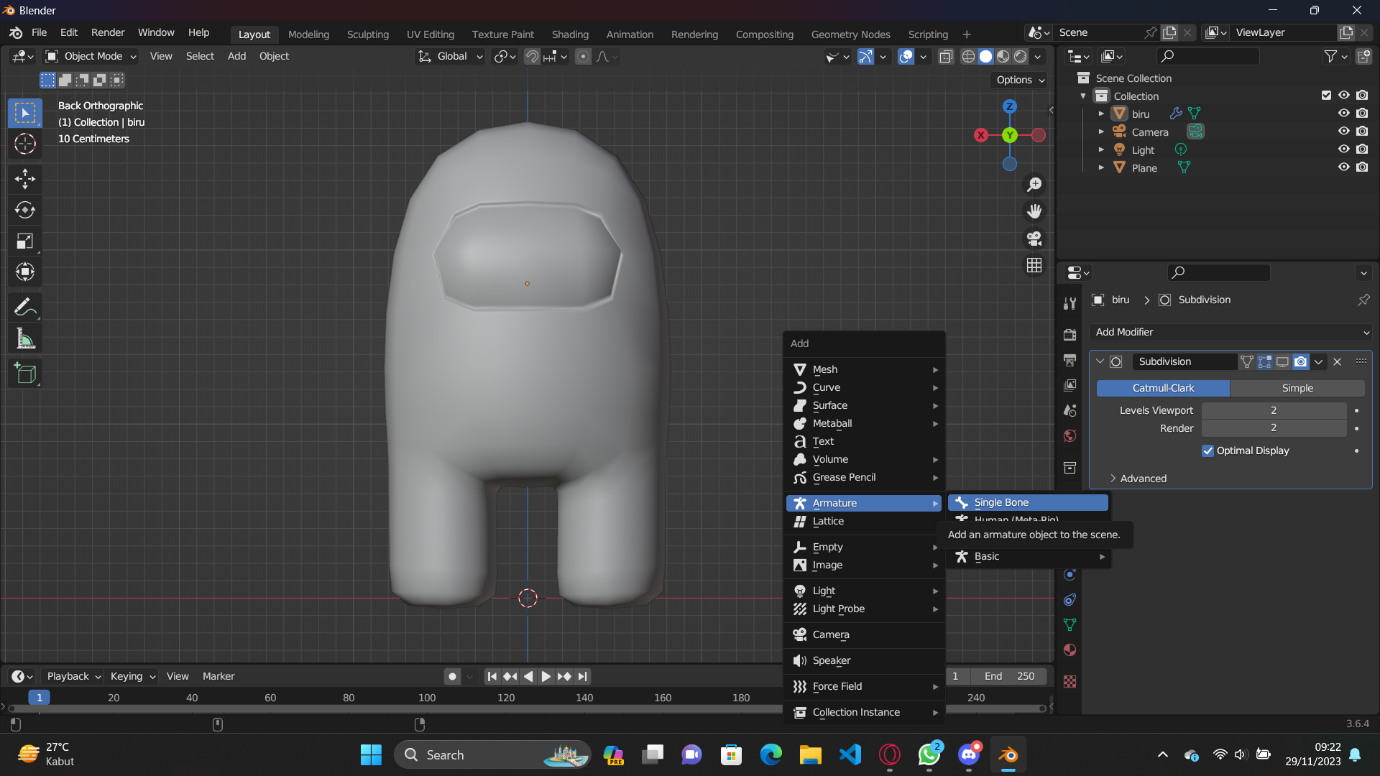 Blender
File Edit Render Window Help Layout Modeling Sculpting UV Editing Texture Paint Shading Animation Rendering Compositing Geometry Nodes Scripting + Scene ViewLayer
Object Mode View Select Add Object Global
Options
Back Orthographic
(1) Collection | biru
10 Centimeters
Z
X Y
Scene Collection
Collection
biru
Camera
Light
Plane
biru > Subdivision
Add Modifier
Subdivision
Catmull-Clark Simple
Levels Viewport 2
Render 2
Optimal Display
Advanced
Add
Mesh
Curve
Surface
Metaball
Text
Volume
Grease Pencil
Armature
Lattice
Empty
Image
Light
Light Probe
Camera
Speaker
Force Field
Collection Instance
Single Bone
Human (Meta-Rig)
Add an armature object to the scene.
Basic
Playback Keying View Marker 1 End 250
1 20 40 60 80 100 120 140 160 180 240
3.6.4
27°C
Kabut
Search
PRE
2
09:22
29/11/2023